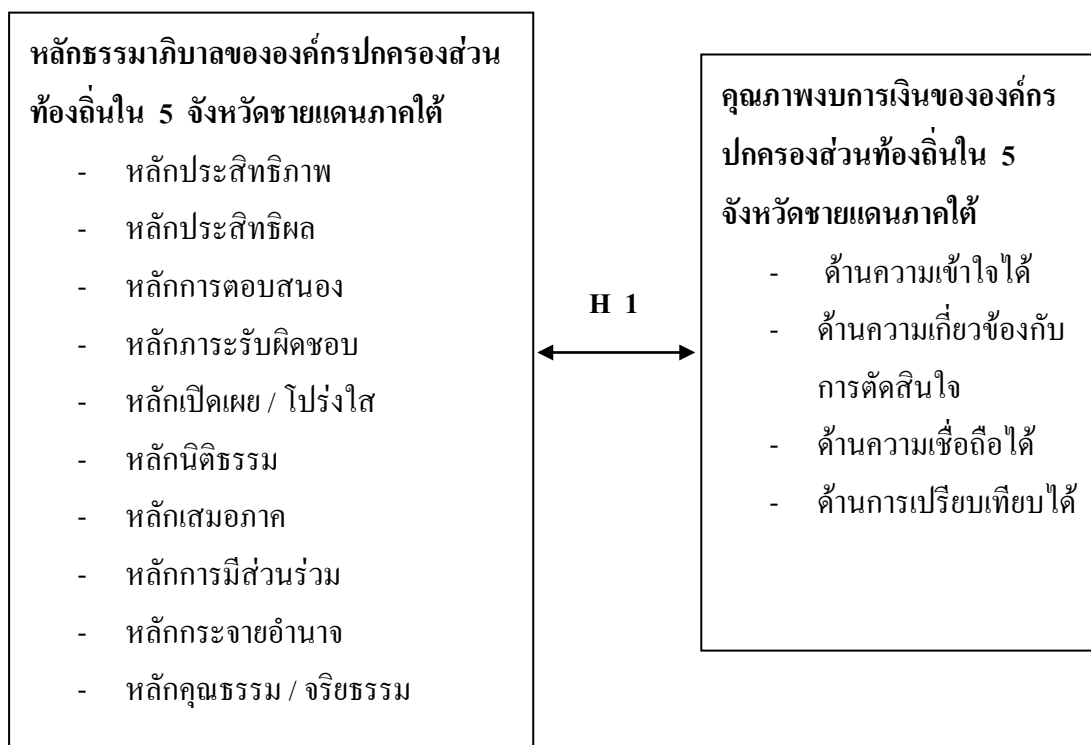 หลักธรรมาภิบาลขององค์กรปกครองส่วน
ท้องถิ่นใน 5 จังหวัดชายแดนภาคใต้
- หลักประสิทธิภาพ
- หลักประสิทธิผล
- หลักการตอบสนอง
- หลักภาระรับผิดชอบ
- หลักเปิดเผย / โปร่งใส
- หลักนิติธรรม
- หลักเสมอภาค
- หลักการมีส่วนร่วม
- หลักกระจายอำนาจ
- หลักคุณธรรม / จริยธรรม
H 1
คุณภาพงบการเงินขององค์กร
ปกครองส่วนท้องถิ่นใน 5
จังหวัดชายแดนภาคใต้
- ด้านความเข้าใจได้
- ด้านความเกี่ยวข้องกับ
การตัดสินใจ
- ด้านความเชื่อถือได้
- ด้านการเปรียบเทียบได้